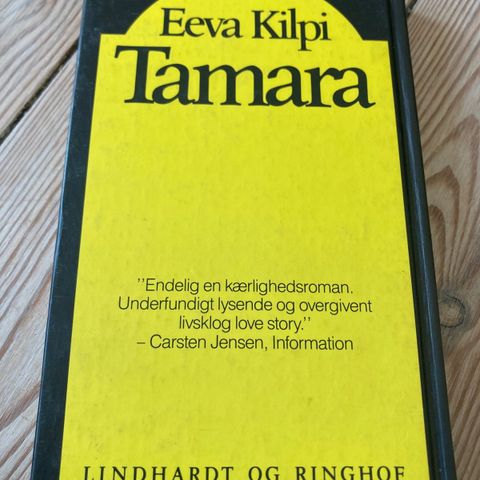 Eeva Kilpi
Tamara
"Endelig en kærlighedsroman.
Underfundigt lysende og overgivent
livsklog love story."
– Carsten Jensen, Information
LINDHARDT OG RINGHOF